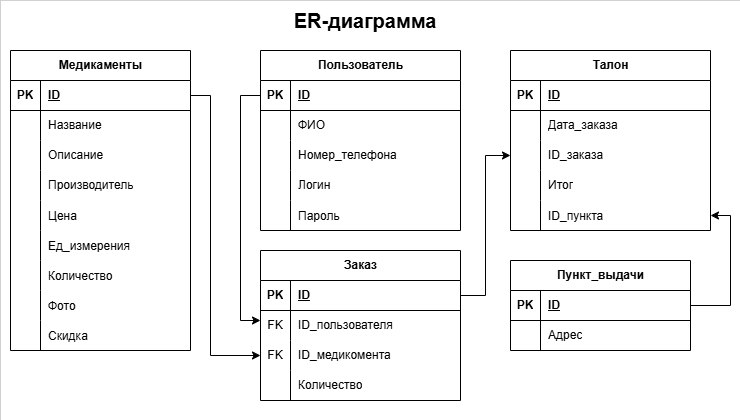 ER-диаграмма
Медикаменты
PK ID
Название
Описание
Производитель
Цена
Ед_измерения
Количество
Фото
Скидка
Пользователь
PK ID
ФИО
Номер_телефона
Логин
Пароль
Талон
PK ID
Дата_заказа
ID_заказа
Итог
ID_пункта
Заказ
PK ID
FK ID_пользователя
FK ID_медикомента
Количество
Пункт_выдачи
PK ID
Адрес